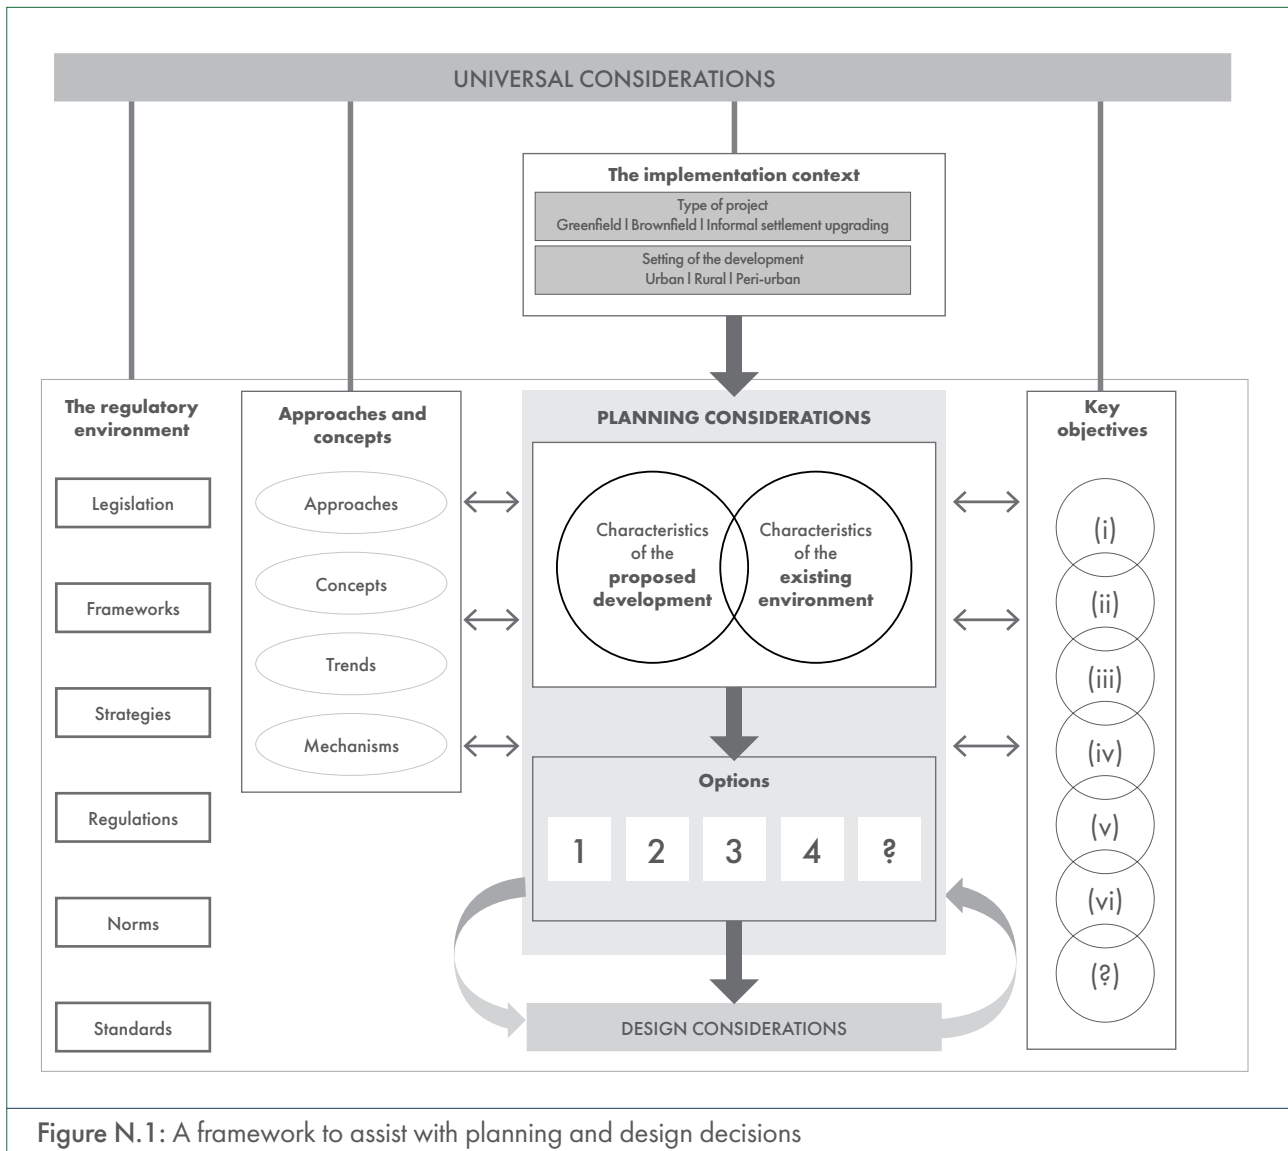 UNIVERSAL CONSIDERATIONS
The implementation context
Type of project
Greenfield | Brownfield | Informal settlement upgrading
Setting of the development
Urban | Rural | Peri-urban
The regulatory
environment
Legislation
Frameworks
Strategies
Regulations
Norms
Standards
Approaches and
concepts
Approaches
Concepts
Trends
Mechanisms
PLANNING CONSIDERATIONS
Characteristics
of the
proposed
development
Characteristics
of the
existing
environment
Options
1 2 3 4 ?
DESIGN CONSIDERATIONS
Key
objectives
(i)
(ii)
(iii)
(iv)
(v)
(vi)
(?)
Figure N.1: A framework to assist with planning and design decisions